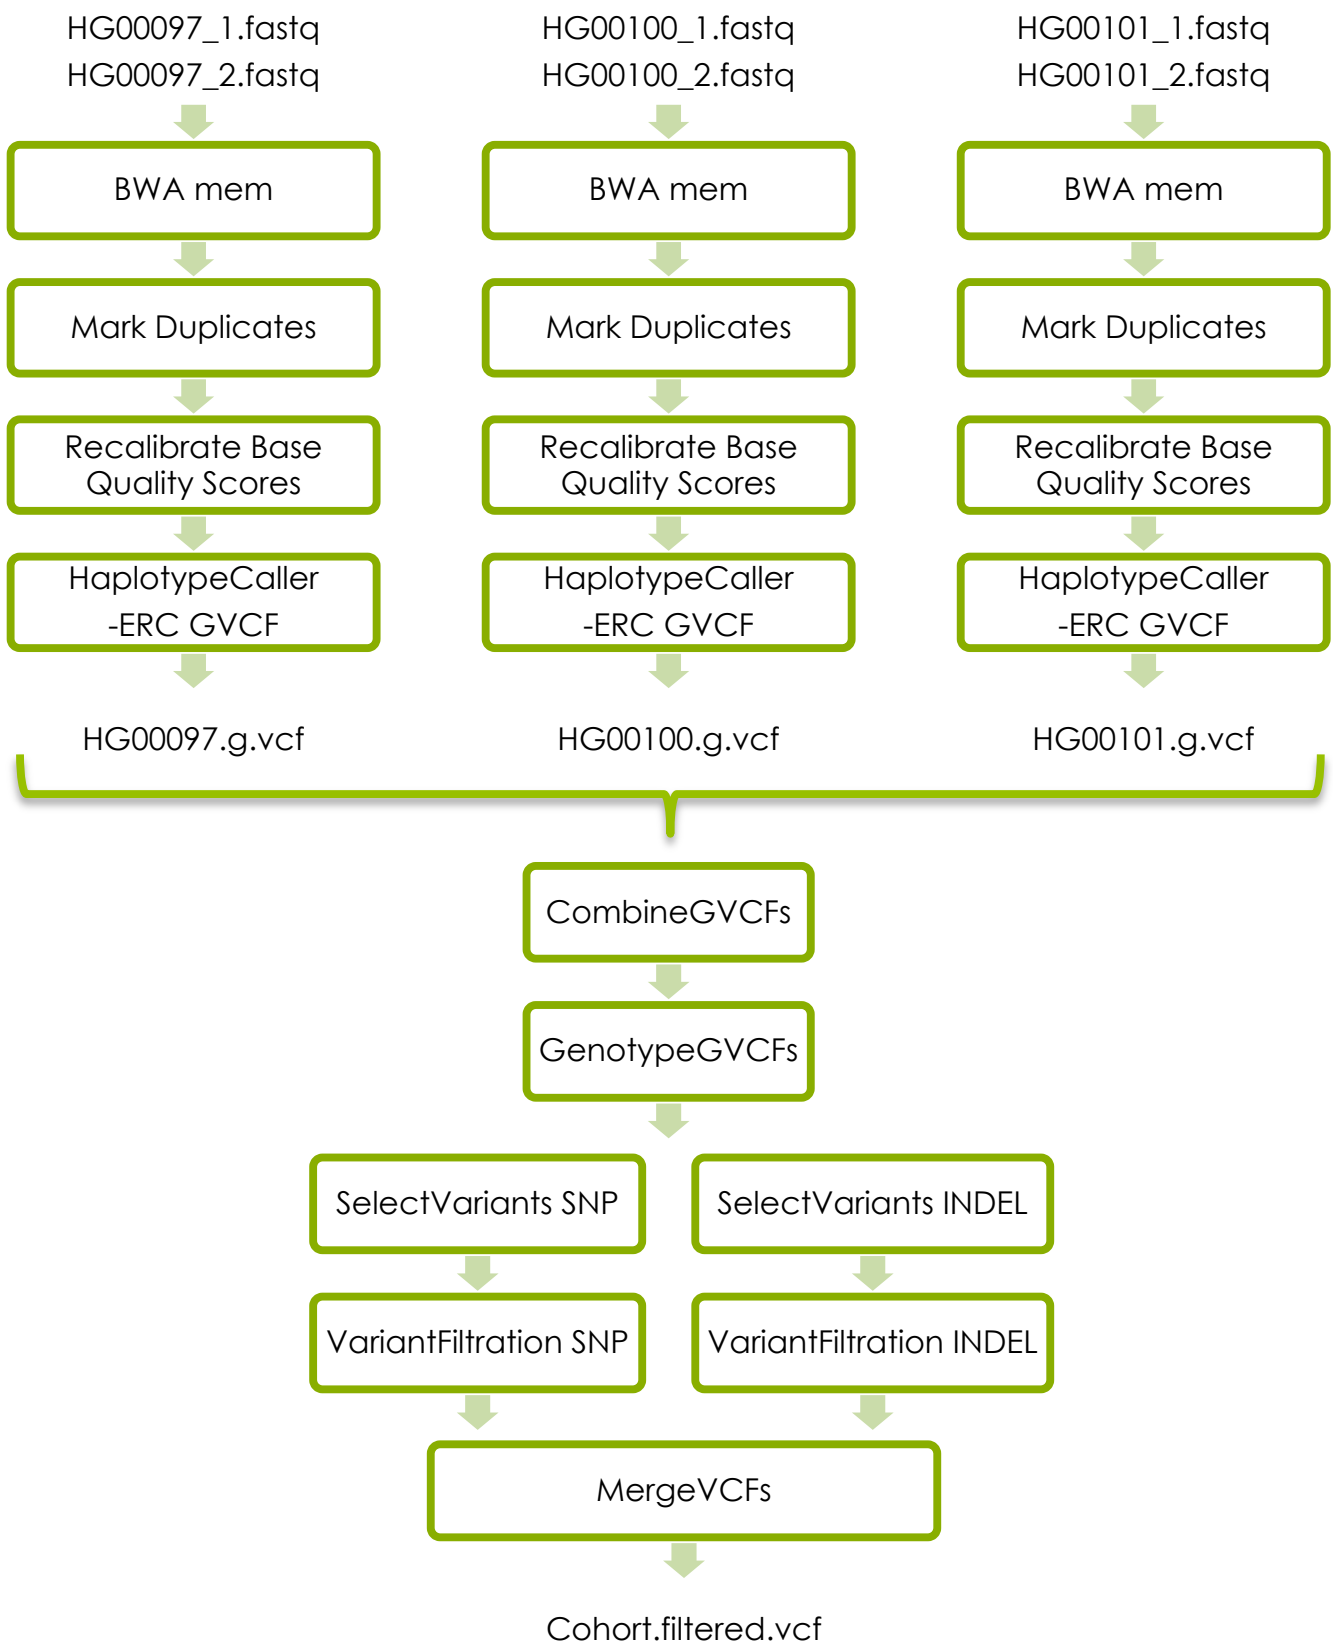 HG00097_1.fastq
HG00097_2.fastq
HG00100_1.fastq
HG00100_2.fastq
HG00101_1.fastq
HG00101_2.fastq
BWA mem
BWA mem
BWA mem
Mark Duplicates
Mark Duplicates
Mark Duplicates
Recalibrate Base
Quality Scores
Recalibrate Base
Quality Scores
Recalibrate Base
Quality Scores
HaplotypeCaller
-ERC GVCF
HaplotypeCaller
-ERC GVCF
HaplotypeCaller
-ERC GVCF
HG00097.g.vcf
HG00100.g.vcf
HG00101.g.vcf
CombineGVCFs
GenotypeGVCFs
SelectVariants SNP
SelectVariants INDEL
VariantFiltration SNP
VariantFiltration INDEL
MergeVCFs
Cohort.filtered.vcf